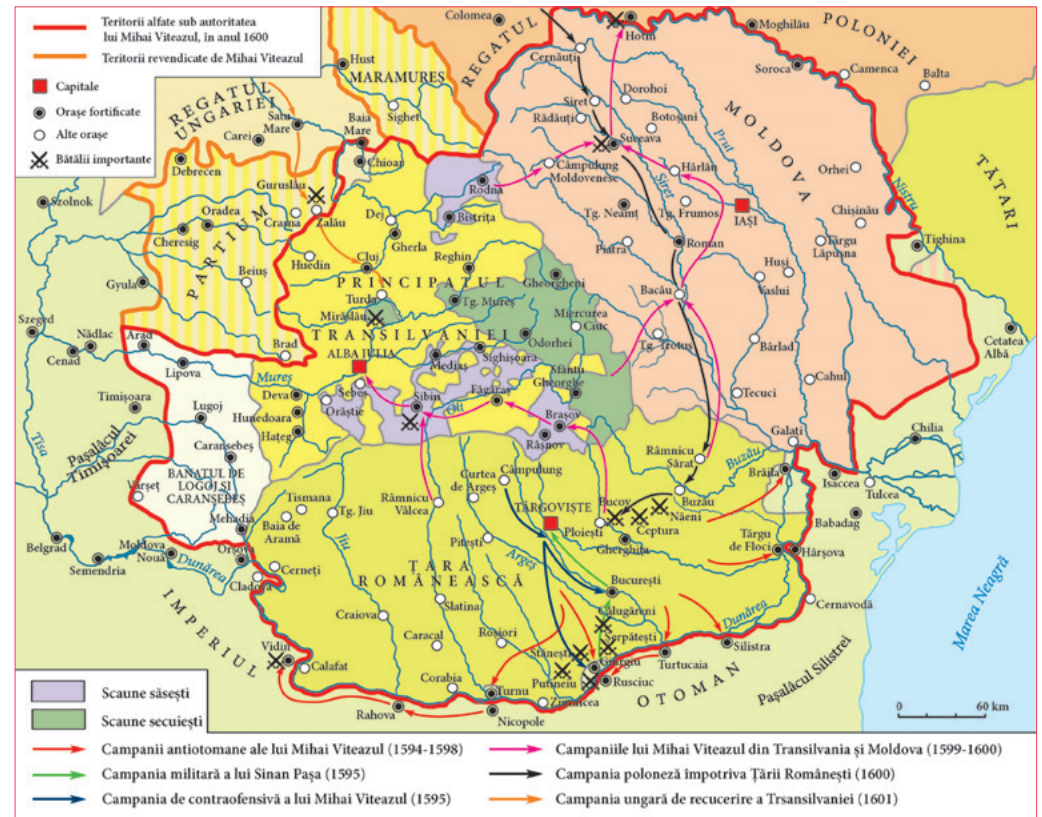 Teritorii alfate sub autoritatea
lui Mihai Viteazul, în anul 1600
Teritorii revendicate de Mihai Viteazul
Capitale
Orașe fortificate
Alte orașe
Bătălii importante
Colomea
REGATUL
POLONIEI
Hotin
Moghilău
Soroca
Camenca
Balta
Cernăuți
Hust
MARAMUREȘ
Sighet
REGATUL
UNGARIEI
Satu
Mare
Baia
Mare
Carei
Chioar
Debrecen
Siret
Dorohoi
Rădăuți
Botoșani
Suceava
MOLDOVA
Prut
Câmpulung
Moldovenesc
Hârlău
Siret
Orhei
Nistru
TĂTARI
Szolnok
Guruslău
Zalău
Crașna
Rodna
Bistrița
Dej
Gherla
Tg. Neamț
Tg. Frumos
IAȘI
Chișinău
Tighina
Oradea
Cheresig
PARTIUM
Beiuș
Huedin
Cluj
Reghin
Piatra
Roman
Târgu
Lăpușna
Huși
Vaslui
Gyula
PRINCIPATUL
Turda
Tg. Mureș
Gheorgheni
Bacău
Mirăslău
Miercurea
Ciuc
Szeged
Nădlac
Cenad
Arad
Brad
TRANSILVANIEI
ALBA IULIA
Odorhei
Sighișoara
Mediaș
Tg. Trotuș
Bârlad
Cetatea
Albă
Lipova
Mureș
Sebeș
Sfântu
Gheorghe
Cahul
Timișoara
Deva
Orăștie
Sibiu
Olt
Făgăraș
Tecuci
Lugoj
Hunedoara
Hațeg
Brașov
Râșnov
Galați
Chilia
Tisa
Pașalâcul
Timișoarei
Caransebeș
BANATUL DE
LOGOJ ȘI
CARANSEBEȘ
Vârșeț
Râmnicu
Sărat
Buzău
Brăila
Isaccea
Tulcea
Curtea
de Argeș
Câmpulung
Tismana
Râmnicu
Vâlcea
TÂRGOVIȘTE
Bucov
Ploiești
Ceptura
Năeni
Buzău
Babadag
Mehadia
Baia de
Aramă
Tg. Jiu
Gherghița
Târgu
de Floci
Hârșova
Belgrad
Semendria
Moldova
Nouă
Orșova
Dunărea
Cladova
Cerneți
Jiu
Pitești
Argeș
ȚARA
ROMÂNEASCĂ
București
Cernavodă
Marea Neagră
Slatina
Craiova
Caracal
Roșiori
Călugăreni
Șerpătești
Stănești
Dunărea
Silistra
IMPERIUL
Vidin
Calafat
Corabia
Turnu
Putineiu
Giurgiu
Rusciuc
Turtucaia
OTOMAN
Pașalâcul Silistrei
Rahova
Nicopole
Zimnicea
0 60 km
Scaune săsești
Scaune secuiești
Campanii antiotomane ale lui Mihai Viteazul (1594-1598)
Campania militară a lui Sinan Pașa (1595)
Campania de contraofensivă a lui Mihai Viteazul (1595)
Campaniile lui Mihai Viteazul din Transilvania și Moldova (1599-1600)
Campania poloneză împotriva Țării Românești (1600)
Campania ungară de recucerire a Trsansilvaniei (1601)